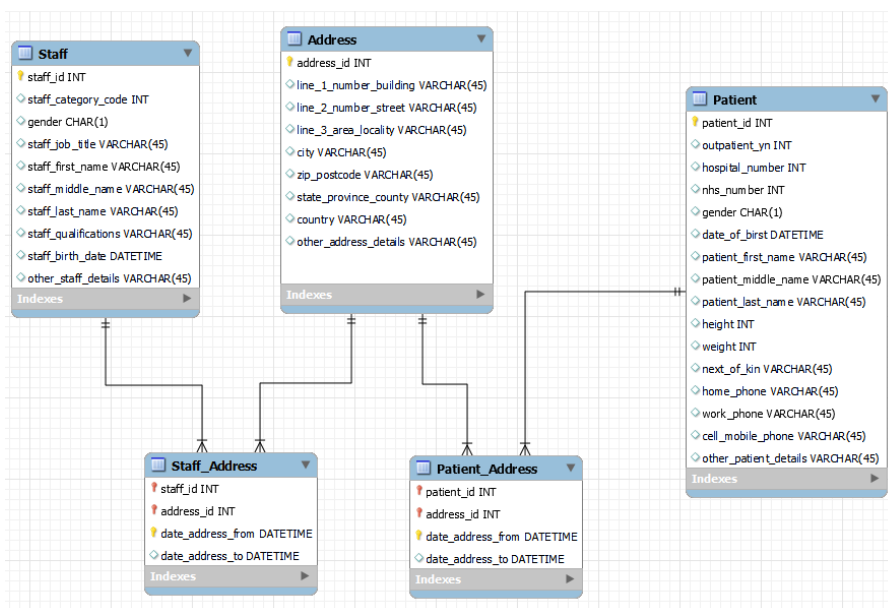 Staff
staff_id INT
staff_category_code INT
gender CHAR(1)
staff_job_title VARCHAR(45)
staff_first_name VARCHAR(45)
staff_middle_name VARCHAR(45)
staff_last_name VARCHAR(45)
staff_qualifications VARCHAR(45)
staff_birth_date DATETIME
other_staff_details VARCHAR(45)
Indexes
Address
address_id INT
line_1_number_building VARCHAR(45)
line_2_number_street VARCHAR(45)
line_3_area_locality VARCHAR(45)
city VARCHAR(45)
zip_postcode VARCHAR(45)
state_province_county VARCHAR(45)
country VARCHAR(45)
other_address_details VARCHAR(45)
Indexes
Patient
patient_id INT
outpatient_yn INT
hospital_number INT
nhs_number INT
gender CHAR(1)
date_of_birst DATETIME
patient_first_name VARCHAR(45)
patient_middle_name VARCHAR(45)
patient_last_name VARCHAR(45)
height INT
weight INT
next_of_kin VARCHAR(45)
home_phone VARCHAR(45)
work_phone VARCHAR(45)
cell_mobile_phone VARCHAR(45)
other_patient_details VARCHAR(45)
Indexes
Staff_Address
staff_id INT
address_id INT
date_address_from DATETIME
date_address_to DATETIME
Indexes
Patient_Address
patient_id INT
address_id INT
date_address_from DATETIME
date_address_to DATETIME
Indexes